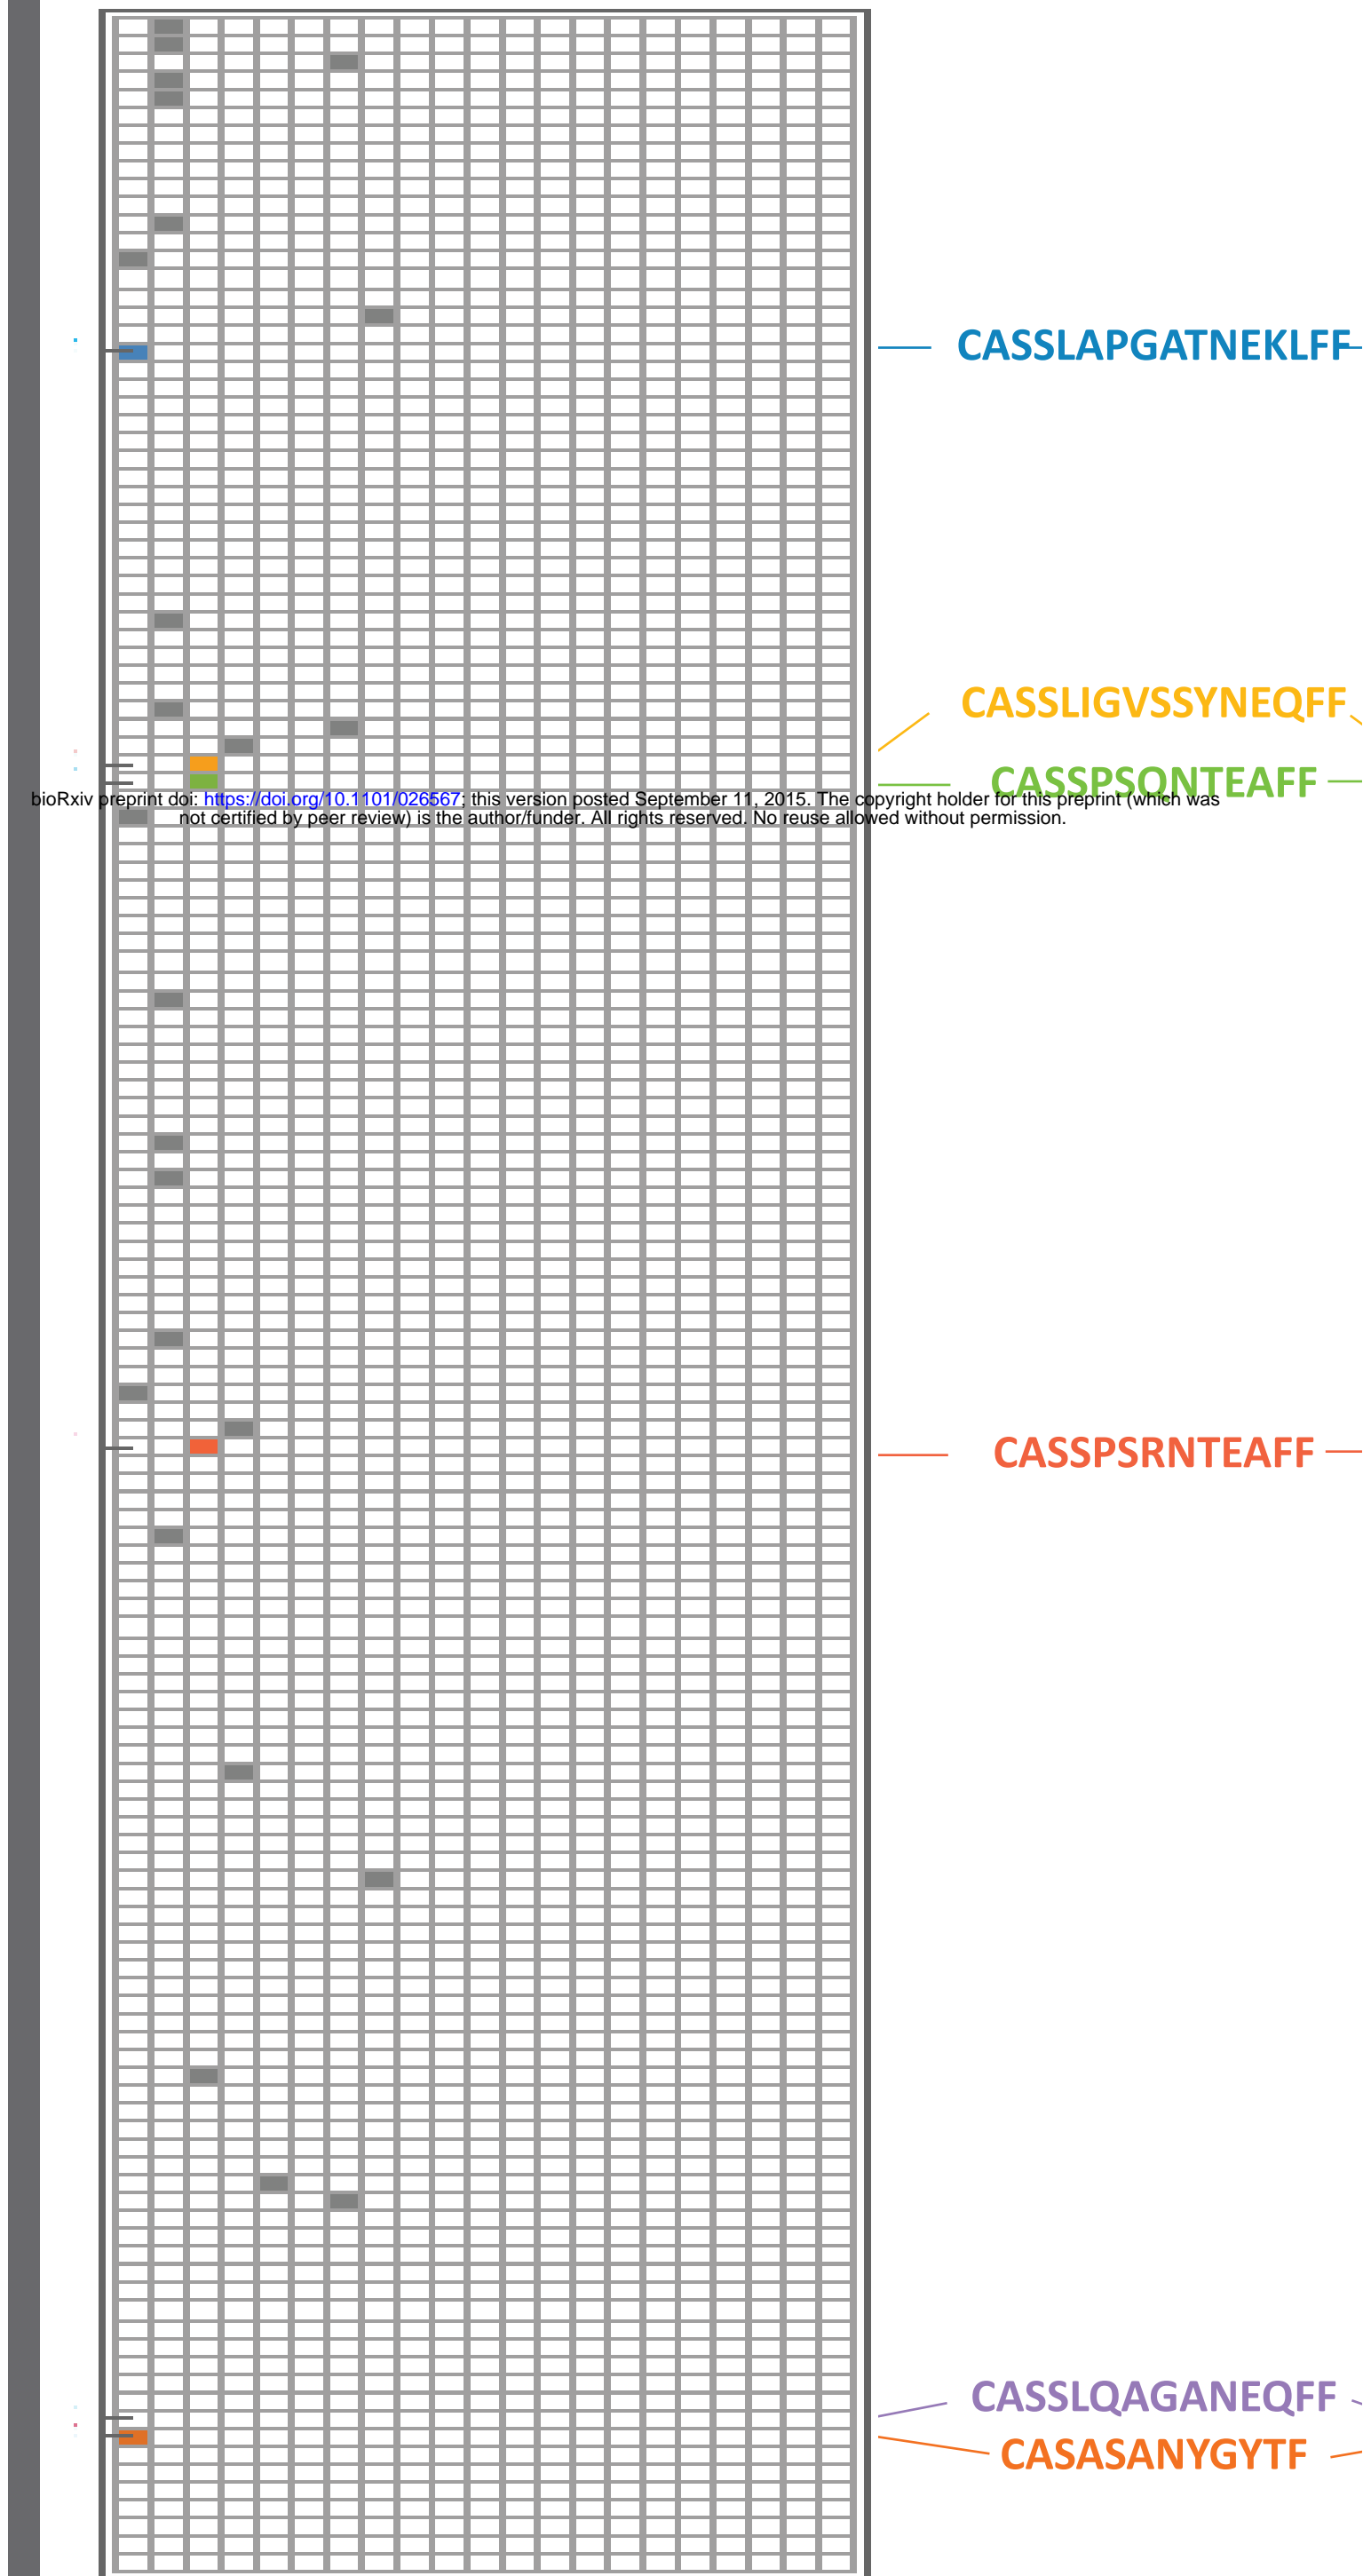 CASSLAPGATNEKLFF
CASSLIGVSSYNEQFF
CASSPSQNTEAFF
bioRxiv preprint doi: https://doi.org/10.1101/026567; this version posted September 11, 2015. The copyright holder for this preprint (which was
not certified by peer review) is the author/funder. All rights reserved. No reuse allowed without permission.
CASSPSRNTEAFF
CASSLQAGANEQFF
CASASANYGYTF